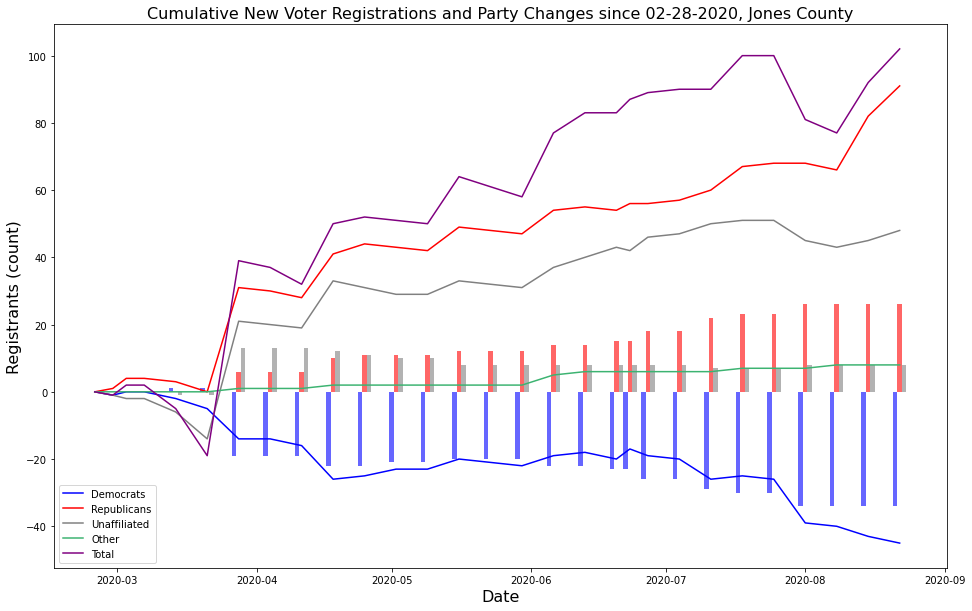 Cumulative New Voter Registrations and Party Changes since 02-28-2020, Jones County
Registrants (count)
100
80
60
40
20
0
−20
−40
Democrats
Republicans
Unaffiliated
Other
Total
2020-03
2020-04
2020-05
2020-06
2020-07
2020-08
2020-09
Date